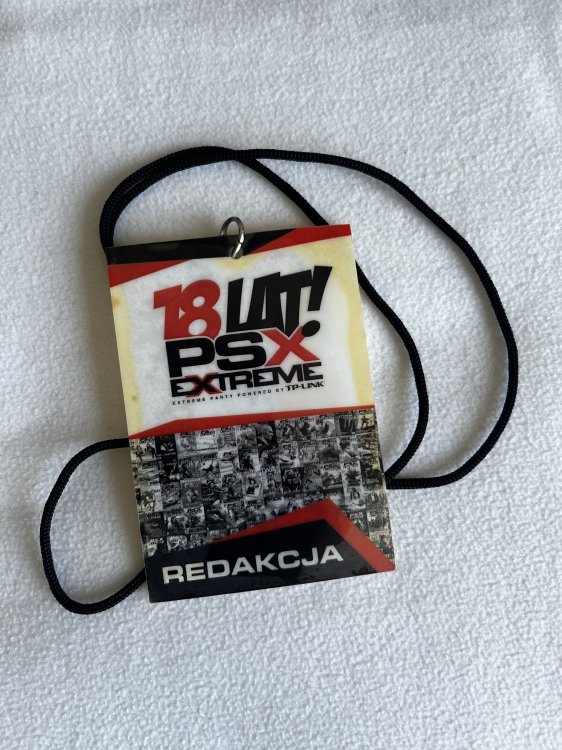 18 LAT!
PSX
EXTREME
EXTREME PARTY POWERED BY TP-LINK
REDAKCJA